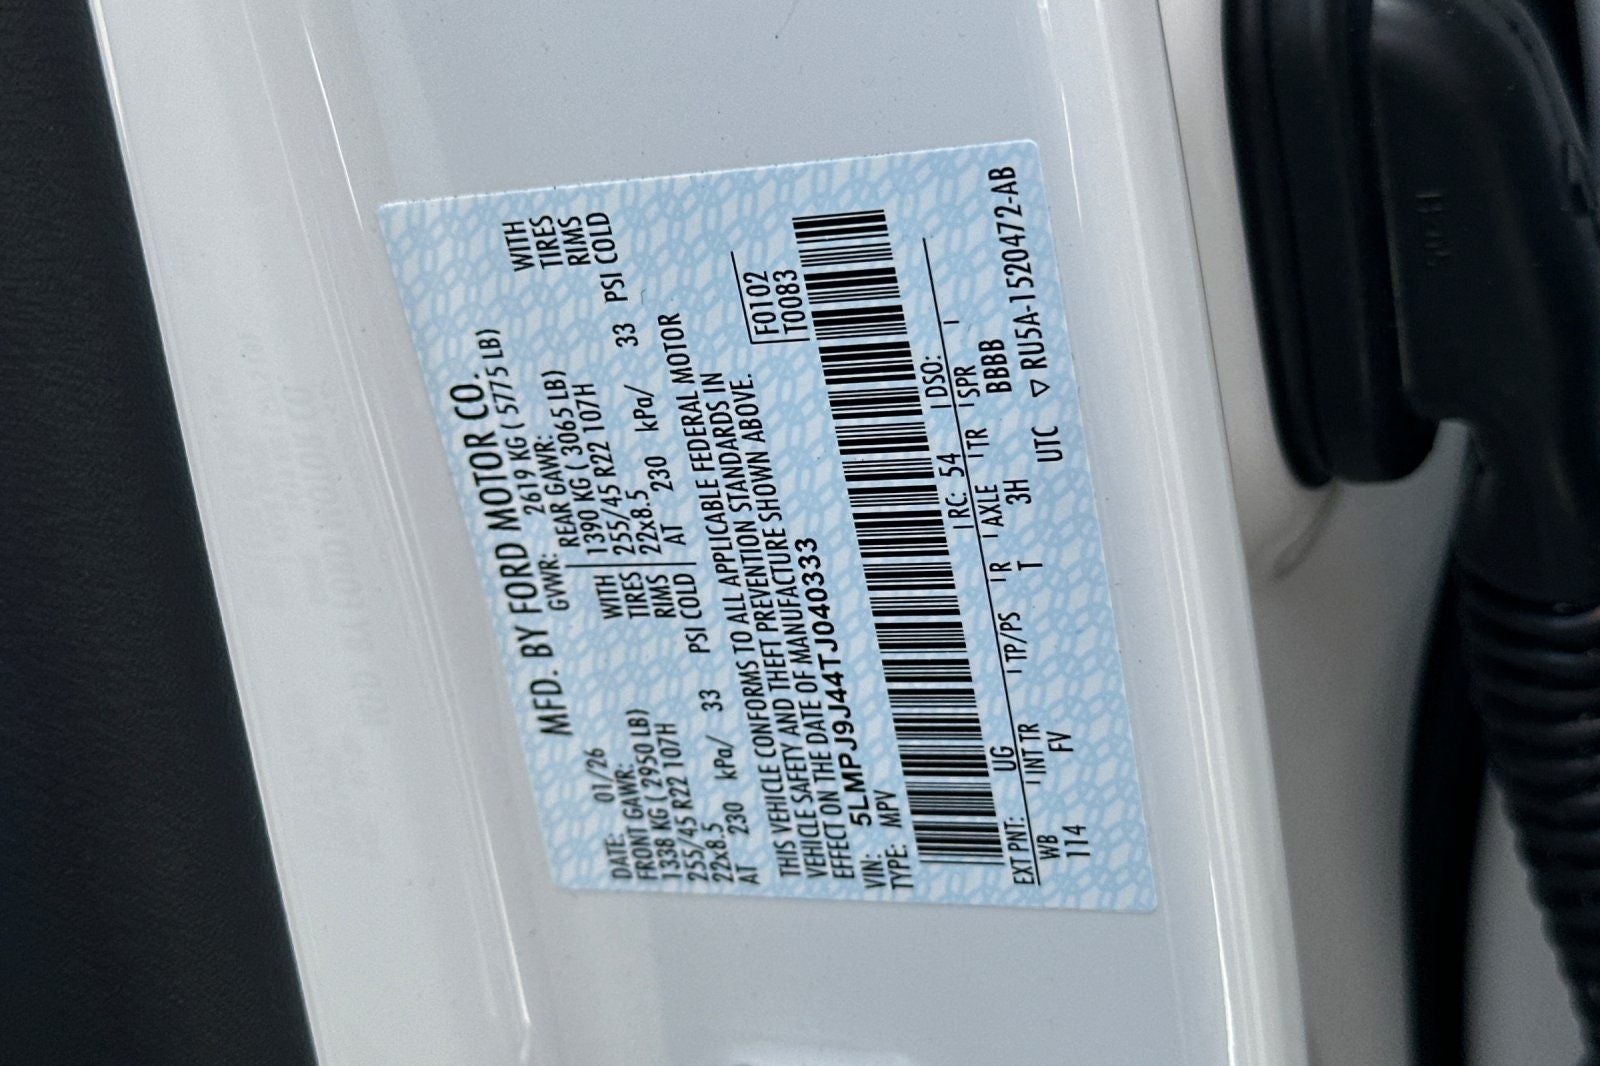 MFD. BY FORD MOTOR CO.
DATE: 01/26 GVWR: 2619 KG ( 5775 LB)
FRONT GAWR: REAR GAWR:
1338 KG ( 2950 LB) WITH 1390 KG ( 3065 LB) WITH
255/45 R22 107H TIRES 255/45 R22 107H TIRES
22x8.5 RIMS 22x8.5 RIMS
AT 230 kPa/ 33 PSI COLD AT 230 kPa/ 33 PSI COLD
THIS VEHICLE CONFORMS TO ALL APPLICABLE FEDERAL MOTOR
VEHICLE SAFETY AND THEFT PREVENTION STANDARDS IN
EFFECT ON THE DATE OF MANUFACTURE SHOWN ABOVE.
VIN: 5LMPJ9J44TJ040333 F0102
TYPE: MPV T0083
EXT PNT: UG RC: 54 DSO:
WB INT TR TP/PS R AXLE TR SPR
114 FV T 3H BBBB
UTC ▽ RU5A-1520472-AB